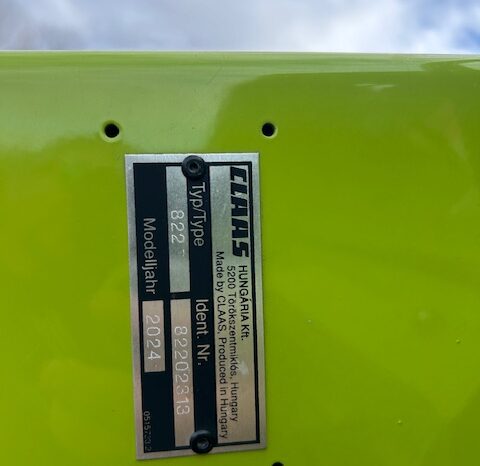 CLAAS
HUNGÁRIA Kft.
5200 Törökszentmiklós, Hungary
Made by CLAAS, Produced in Hungary
Typ/Type
822
Ident. Nr.
82202313
Modelljahr
2024